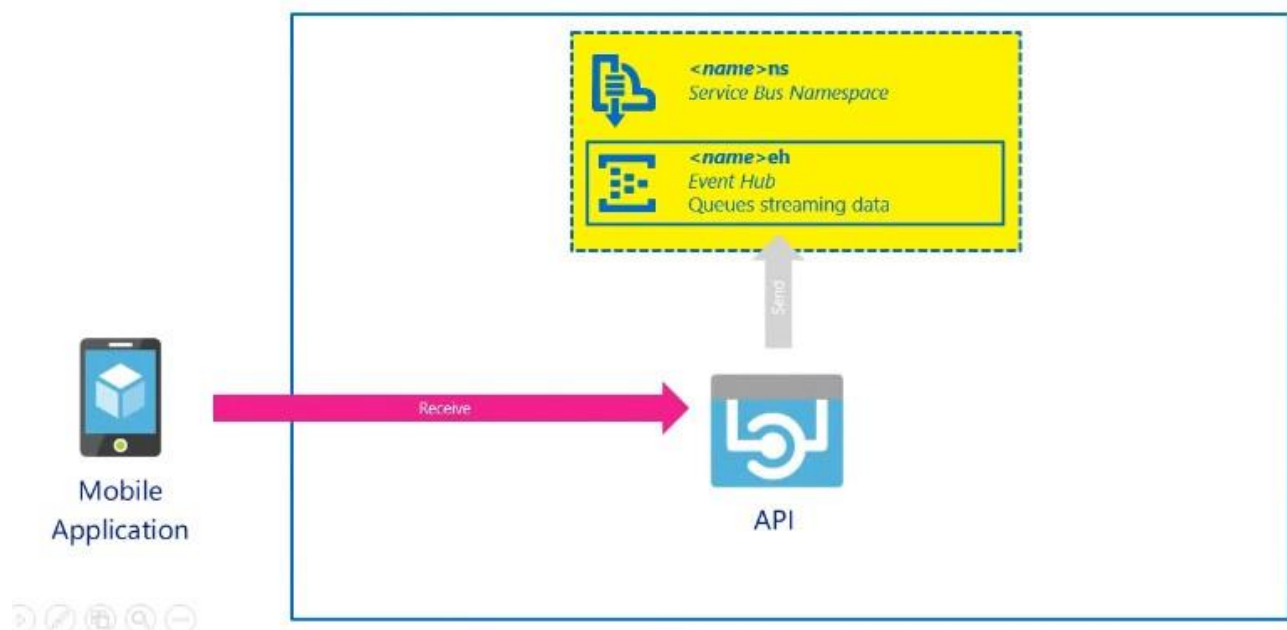 <name>ns
Service Bus Namespace
<name>eh
Event Hub
Queues streaming data
Send
Receive
Mobile
Application
API